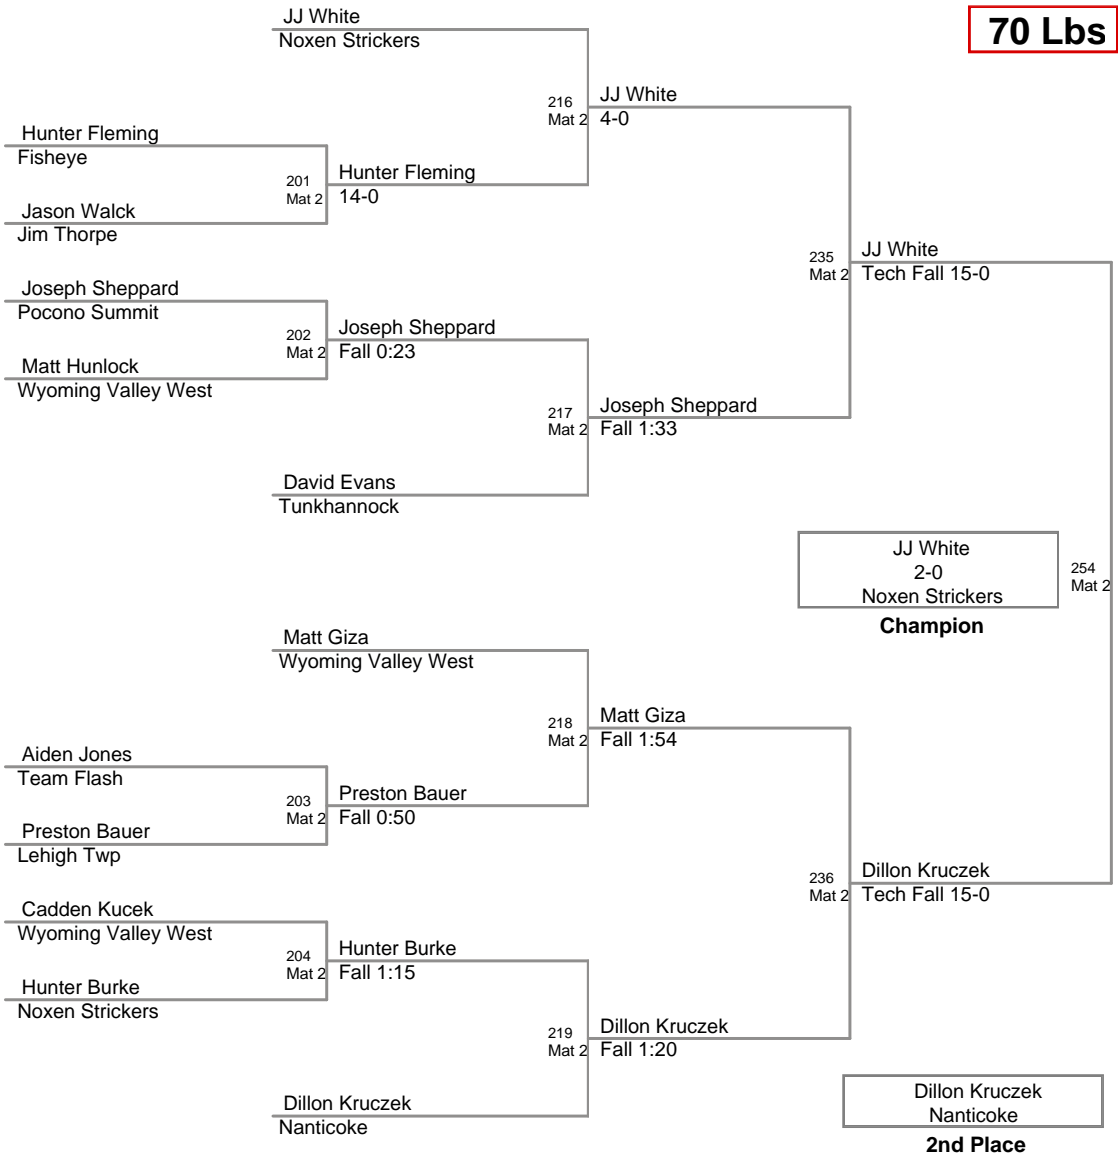 JJ White
Noxen Strickers
70 Lbs
216
Mat 2
JJ White
4-0
Hunter Fleming
Fisheye
201
Mat 2
Hunter Fleming
14-0
Jason Walck
Jim Thorpe
235
Mat 2
JJ White
Tech Fall 15-0
Joseph Sheppard
Pocono Summit
202
Mat 2
Joseph Sheppard
Fall 0:23
Matt Hunlock
Wyoming Valley West
217
Mat 2
Joseph Sheppard
Fall 1:33
David Evans
Tunkhannock
JJ White
2-0
Noxen Strickers
Champion
254
Mat 2
Matt Giza
Wyoming Valley West
218
Mat 2
Matt Giza
Fall 1:54
Aiden Jones
Team Flash
203
Mat 2
Preston Bauer
Fall 0:50
Preston Bauer
Lehigh Twp
236
Mat 2
Dillon Kruczek
Tech Fall 15-0
Cadden Kucek
Wyoming Valley West
204
Mat 2
Hunter Burke
Fall 1:15
Hunter Burke
Noxen Strickers
219
Mat 2
Dillon Kruczek
Fall 1:20
Dillon Kruczek
Nanticoke
Dillon Kruczek
Nanticoke
2nd Place